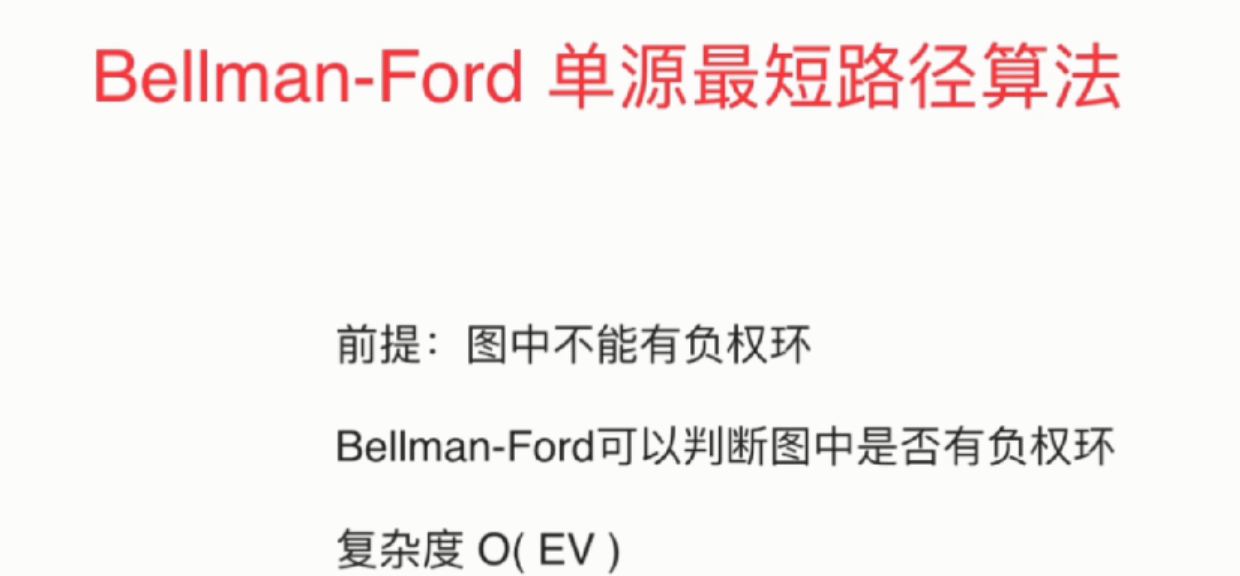 Bellman-Ford 单源最短路径算法
前提：图中不能有负权环
Bellman-Ford可以判断图中是否有负权环
复杂度 O( EV )